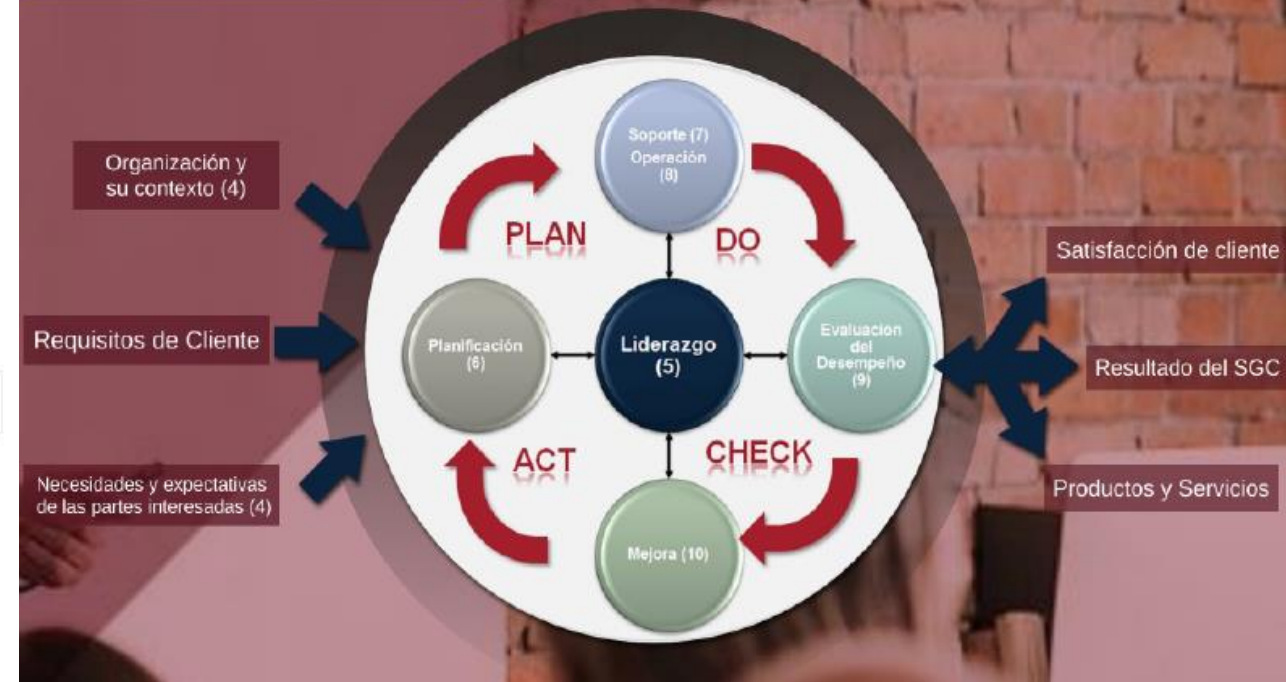 Organización y
su contexto (4)
Requisitos de Cliente
Necesidades y expectativas
de las partes interesadas (4)
Soporte (7)
Operación
(8)
PLAN
DO
Planificación
(6)
Liderazgo
(5)
Evaluación
del
Desempeño
(9)
ACT
CHECK
Mejora (10)
Satisfacción de cliente
Resultado del SGC
Productos y Servicios